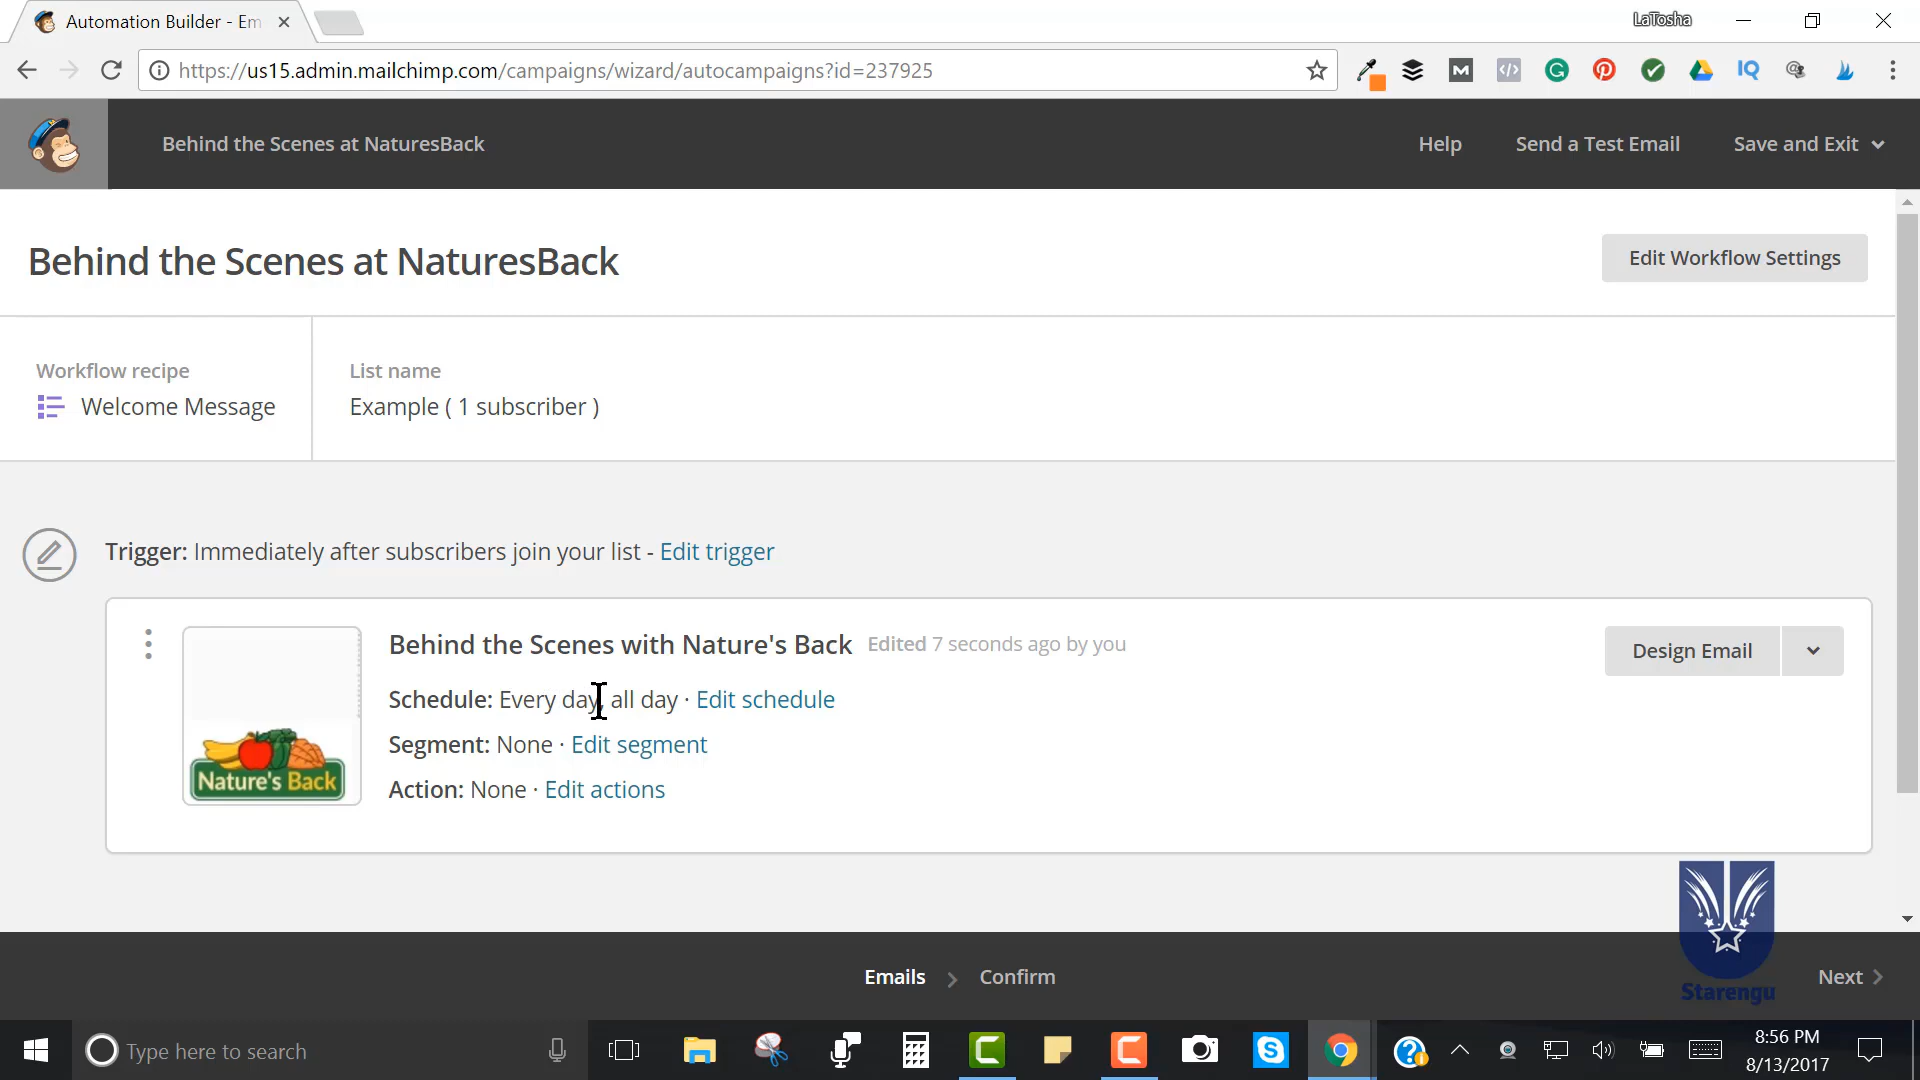 Automation Builder - Em
LaTosha
https://us15.admin.mailchimp.com/campaigns/wizard/autocampaigns?id=237925
Behind the Scenes at NaturesBack
Help
Send a Test Email
Save and Exit
Behind the Scenes at NaturesBack
Edit Workflow Settings
Workflow recipe
Welcome Message
List name
Example ( 1 subscriber )
Trigger: Immediately after subscribers join your list - Edit trigger
Nature's Back
Behind the Scenes with Nature's Back Edited 7 seconds ago by you
Schedule: Every day, all day · Edit schedule
Segment: None · Edit segment
Action: None · Edit actions
Design Email
Starengu
Emails
Confirm
Next
Type here to search
8:56 PM
8/13/2017